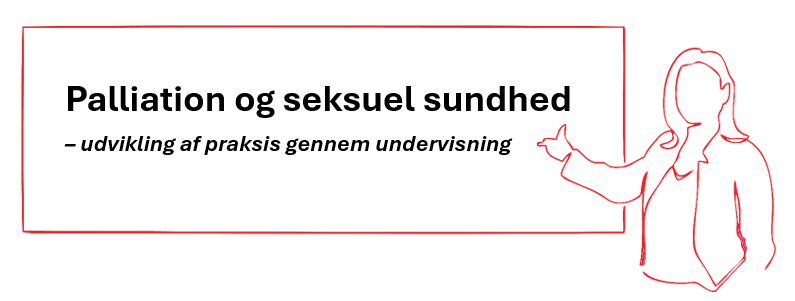 Palliation og seksuel sundhed
– udvikling af praksis gennem undervisning